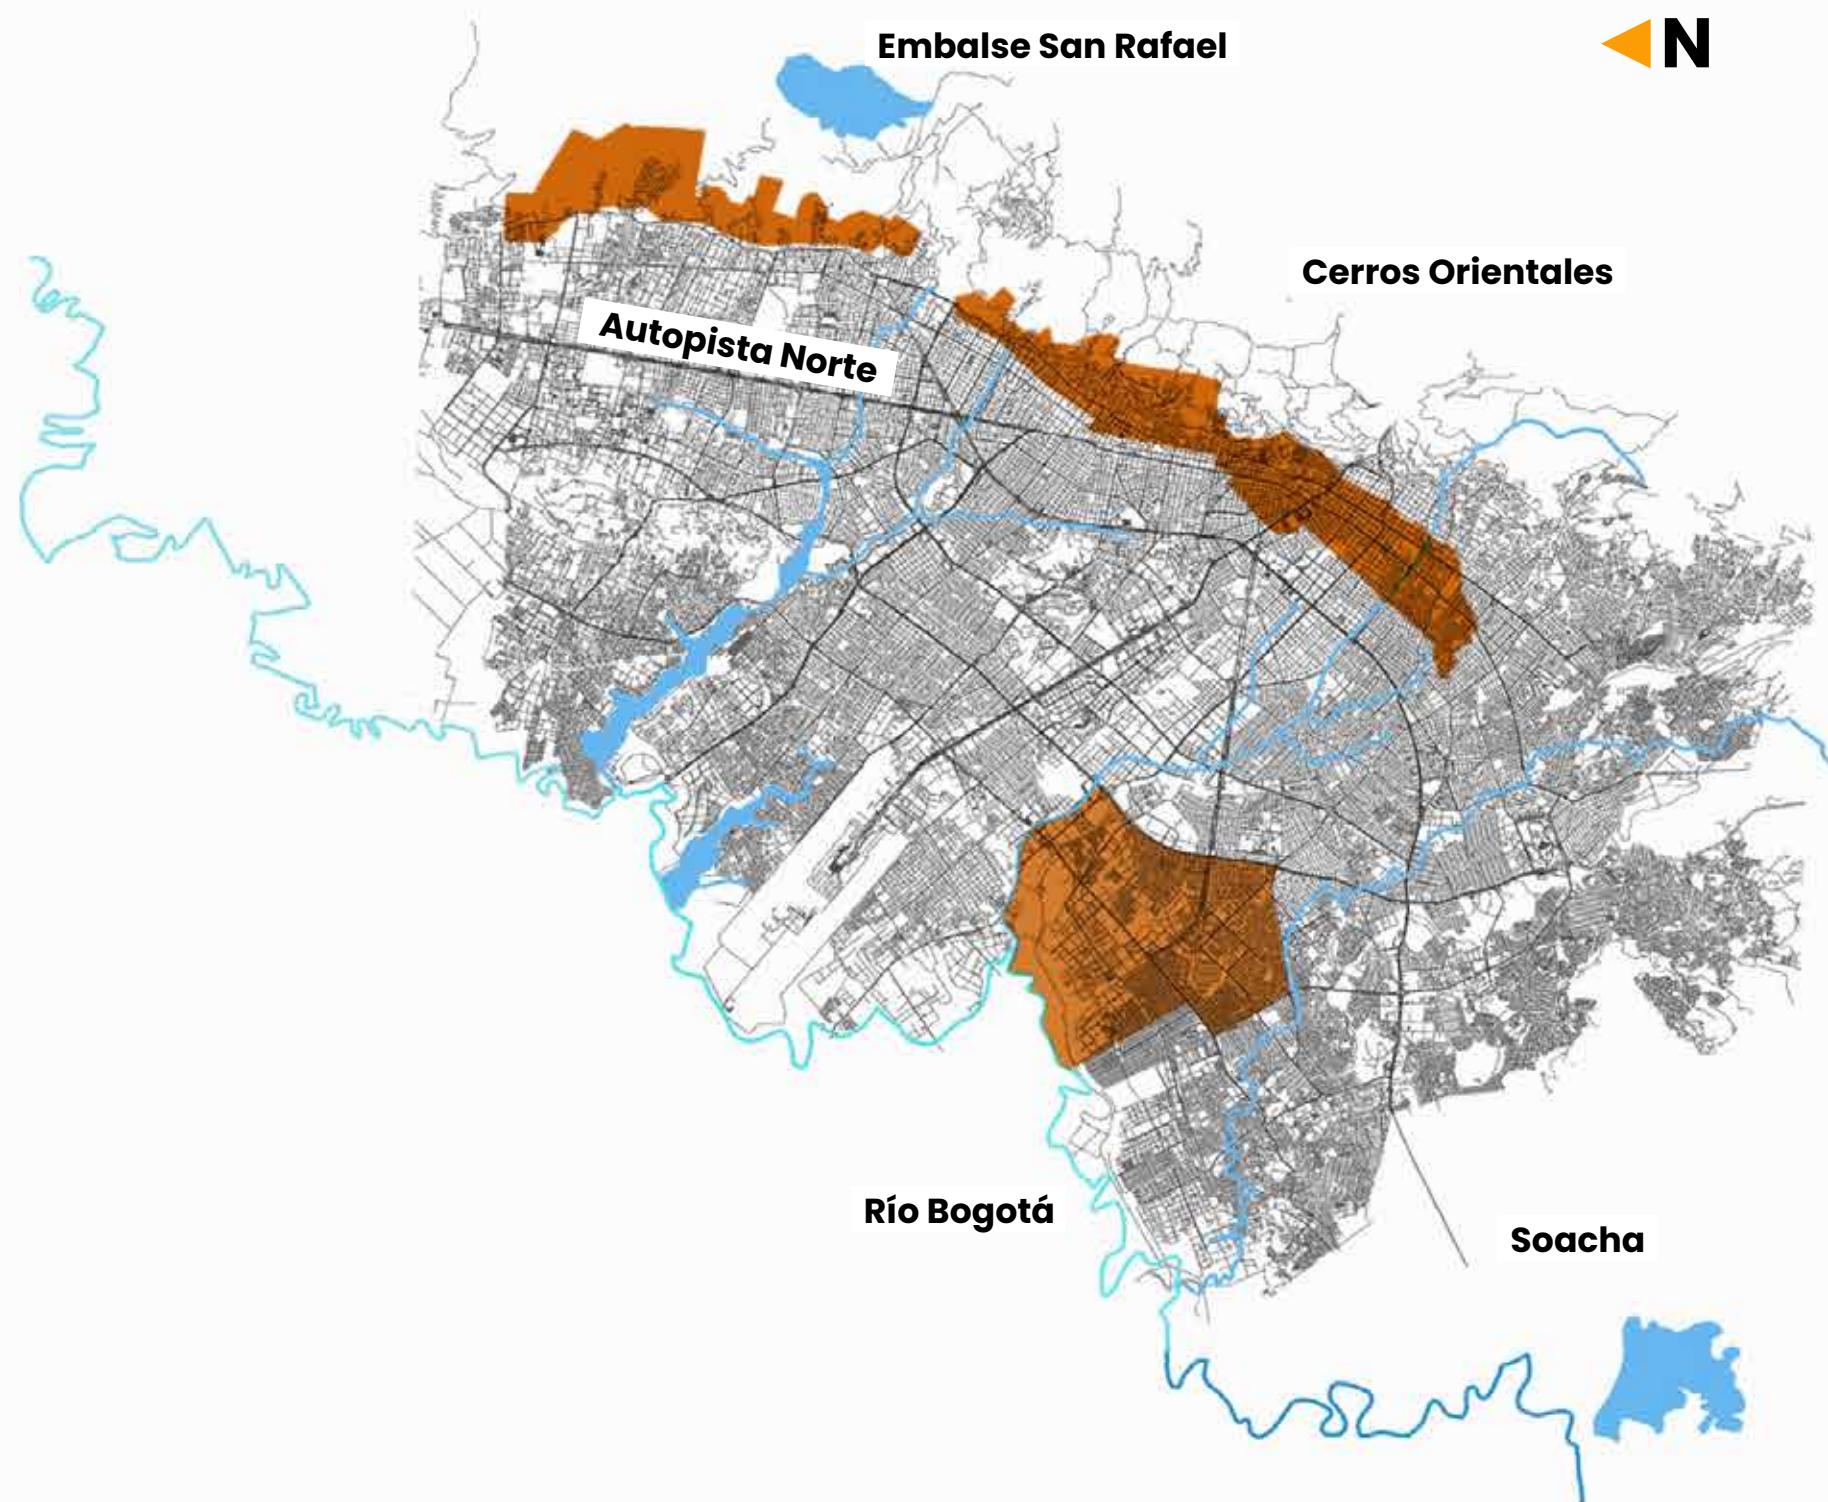 Embalse San Rafael
N
Cerros Orientales
Autopista Norte
Río Bogotá
Soacha